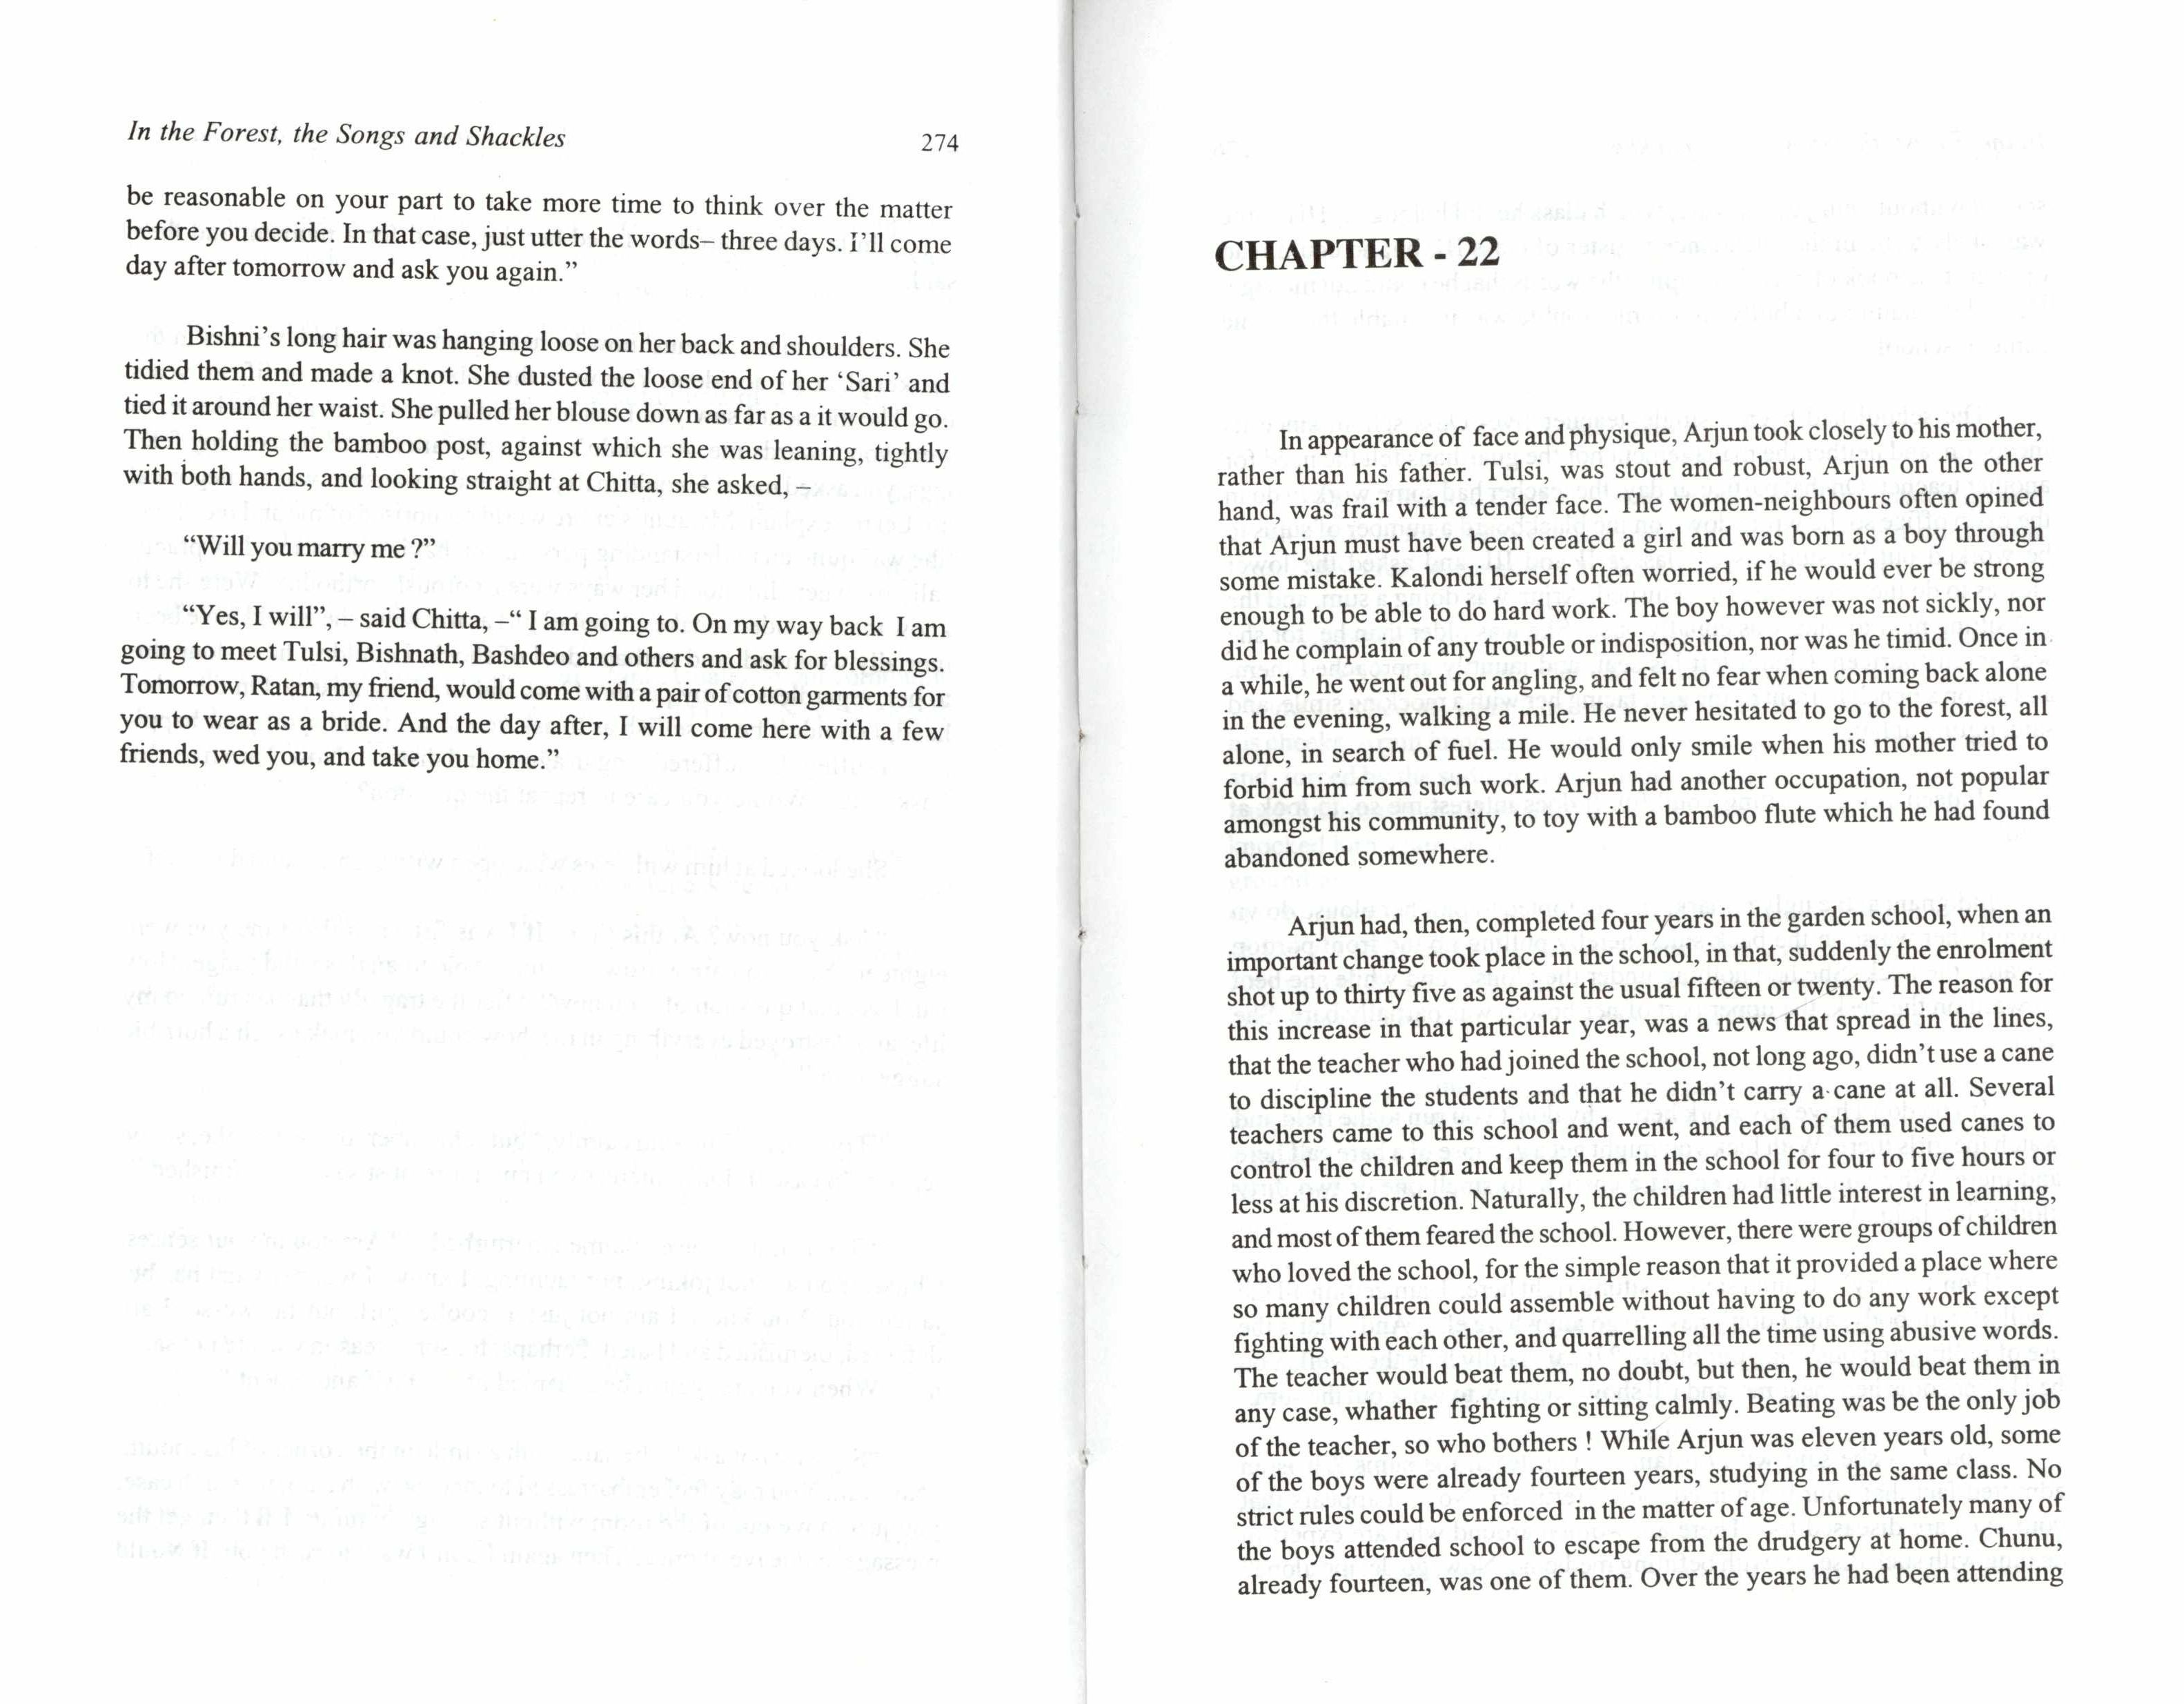 In the Forest, the Songs and Shackles 274
be reasonable on your part to take more time to think over the matter
before you decide. In that case, just utter the words– three days. I’ll come
day after tomorrow and ask you again.”
Bishni’s long hair was hanging loose on her back and shoulders. She
tidied them and made a knot. She dusted the loose end of her ‘Sari’ and
tied it around her waist. She pulled her blouse down as far as a it would go.
Then holding the bamboo post, against which she was leaning, tightly
with both hands, and looking straight at Chitta, she asked, –
“Will you marry me ?”
“Yes, I will”, – said Chitta, –“ I am going to. On my way back I am
going to meet Tulsi, Bishnath, Bashdeo and others and ask for blessings.
Tomorrow, Ratan, my friend, would come with a pair of cotton garments for
you to wear as a bride. And the day after, I will come here with a few
friends, wed you, and take you home.”
CHAPTER - 22
In appearance of face and physique, Arjun took closely to his mother,
rather than his father. Tulsi, was stout and robust, Arjun on the other
hand, was frail with a tender face. The women-neighbours often opined
that Arjun must have been created a girl and was born as a boy through
some mistake. Kalondi herself often worried, if he would ever be strong
enough to be able to do hard work. The boy however was not sickly, nor
did he complain of any trouble or indisposition, nor was he timid. Once in
a while, he went out for angling, and felt no fear when coming back alone
in the evening, walking a mile. He never hesitated to go to the forest, all
alone, in search of fuel. He would only smile when his mother tried to
forbid him from such work. Arjun had another occupation, not popular
amongst his community, to toy with a bamboo flute which he had found
abandoned somewhere.
Arjun had, then, completed four years in the garden school, when an
important change took place in the school, in that, suddenly the enrolment
shot up to thirty five as against the usual fifteen or twenty. The reason for
this increase in that particular year, was a news that spread in the lines,
that the teacher who had joined the school, not long ago, didn’t use a cane
to discipline the students and that he didn’t carry a cane at all. Several
teachers came to this school and went, and each of them used canes to
control the children and keep them in the school for four to five hours or
less at his discretion. Naturally, the children had little interest in learning,
and most of them feared the school. However, there were groups of children
who loved the school, for the simple reason that it provided a place where
so many children could assemble without having to do any work except
fighting with each other, and quarrelling all the time using abusive words.
The teacher would beat them, no doubt, but then, he would beat them in
any case, whather fighting or sitting calmly. Beating was be the only job
of the teacher, so who bothers ! While Arjun was eleven years old, some
of the boys were already fourteen years, studying in the same class. No
strict rules could be enforced in the matter of age. Unfortunately many of
the boys attended school to escape from the drudgery at home. Chunu,
already fourteen, was one of them. Over the years he had been attending